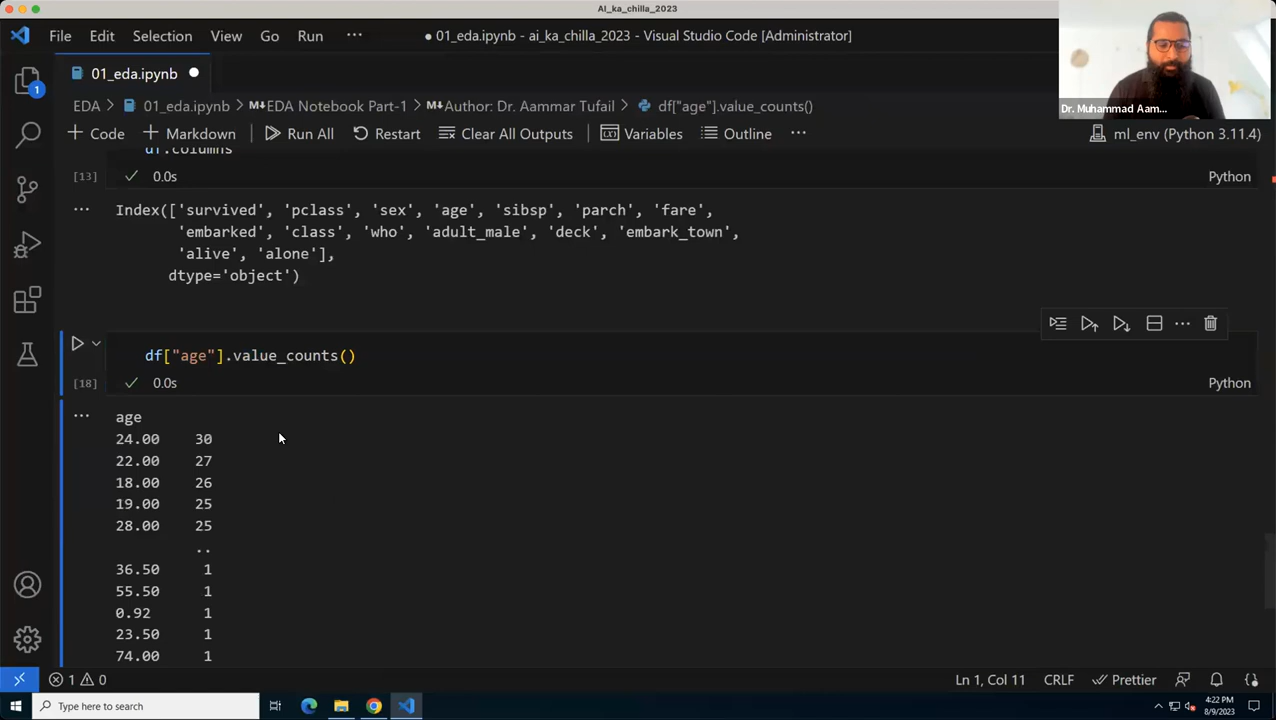 AI_ka_chilla_2023
File Edit Selection View Go Run ··· ● 01_eda.ipynb - ai_ka_chilla_2023 - Visual Studio Code [Administrator]
1 01_eda.ipynb ●
EDA > 01_eda.ipynb > M↓EDA Notebook Part-1 > M↓Author: Dr. Aammar Tufail > df["age"].value_counts()
Dr. Muhammad Aam...
+ Code + Markdown Run All Restart Clear All Outputs Variables Outline ··· ml_env (Python 3.11.4)
df.columns
[13] ✓ 0.0s Python
··· Index(['survived', 'pclass', 'sex', 'age', 'sibsp', 'parch', 'fare',
'embarked', 'class', 'who', 'adult_male', 'deck', 'embark_town',
'alive', 'alone'],
dtype='object')
df["age"].value_counts()
[18] ✓ 0.0s Python
··· age
24.00 30
22.00 27
18.00 26
19.00 25
28.00 25
..
36.50 1
55.50 1
0.92 1
23.50 1
74.00 1
1 0 Ln 1, Col 11 CRLF Prettier
Type here to search 4:22 PM
8/9/2023